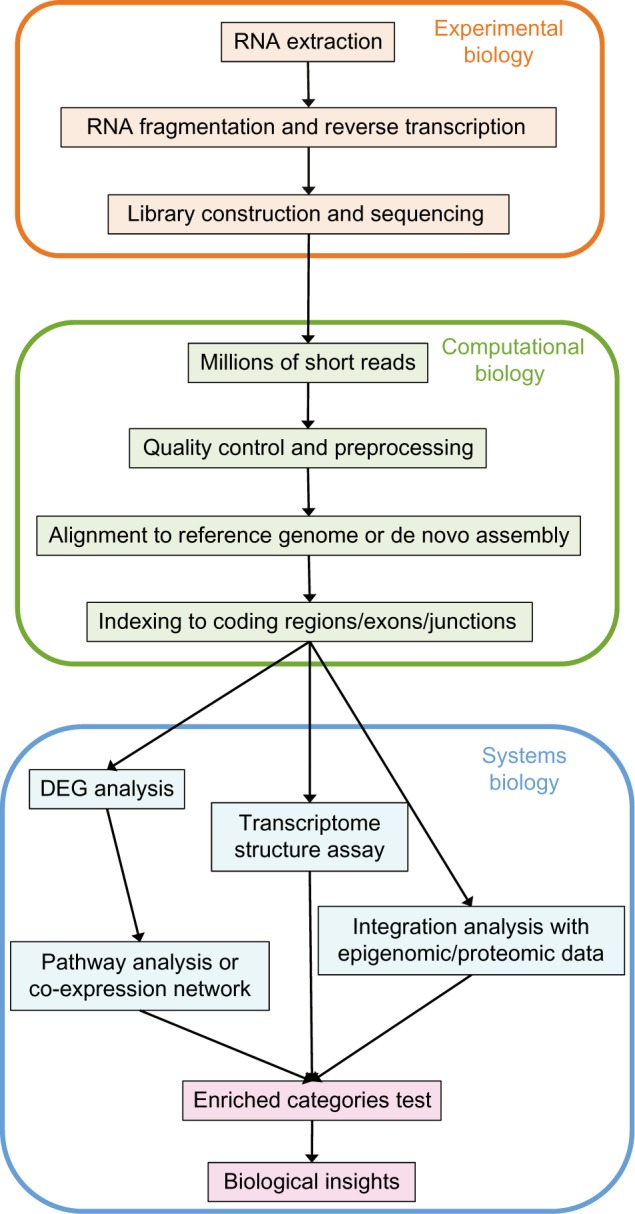 Experimental
biology
RNA extraction
RNA fragmentation and reverse transcription
Library construction and sequencing
Computational
biology
Millions of short reads
Quality control and preprocessing
Alignment to reference genome or de novo assembly
Indexing to coding regions/exons/junctions
Systems
biology
DEG analysis
Transcriptome
structure assay
Integration analysis with
epigenomic/proteomic data
Pathway analysis or
co-expression network
Enriched categories test
Biological insights